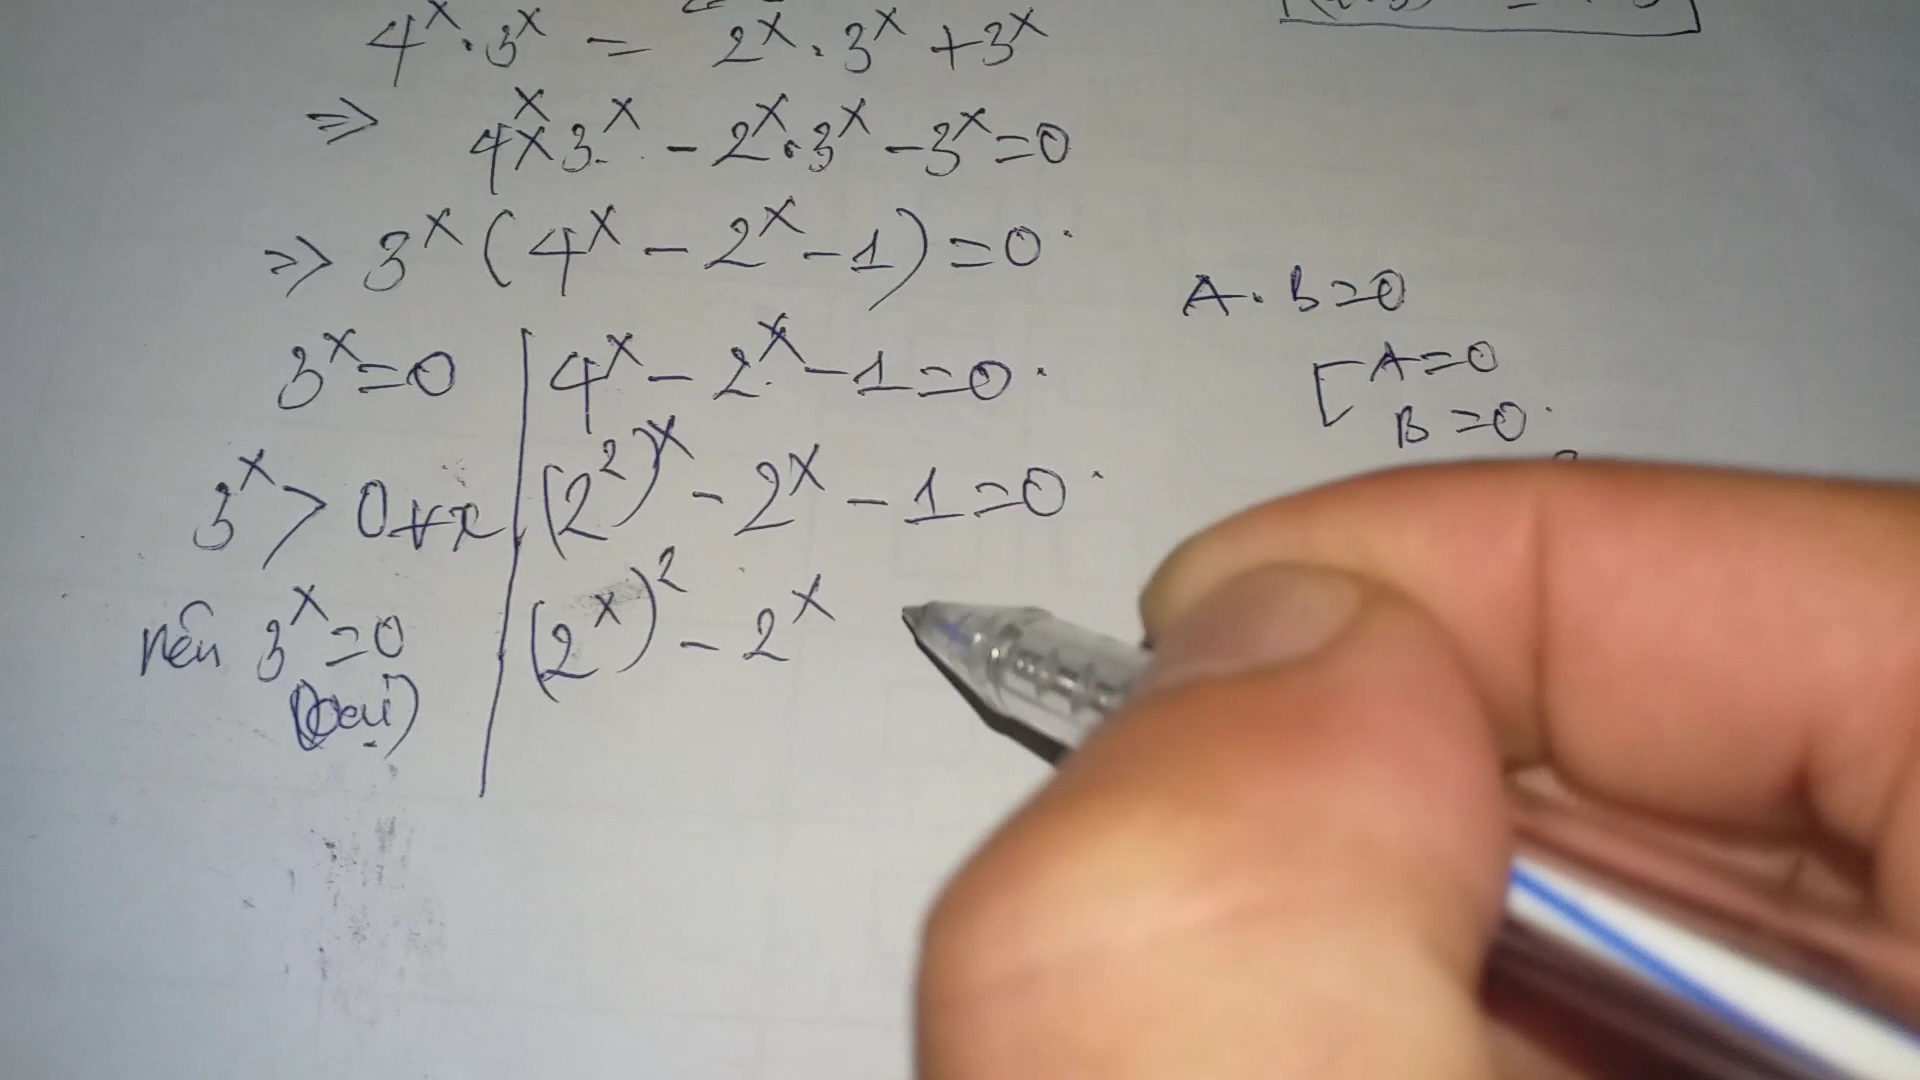 4^x . 3^x = 2^x . 3^x + 3^x
⇒ 4^x × 3^x - 2^x . 3^x - 3^x = 0
⇒ 3^x (4^x - 2^x - 1) = 0
3^x = 0 | 4^x - 2^x - 1 = 0
3^x > 0 ∀x | (2^2)^x - 2^x - 1 = 0
nên 3^x = 0 | (2^x)^2 - 2^x
(loại)
A . B = 0
[ A = 0
B = 0